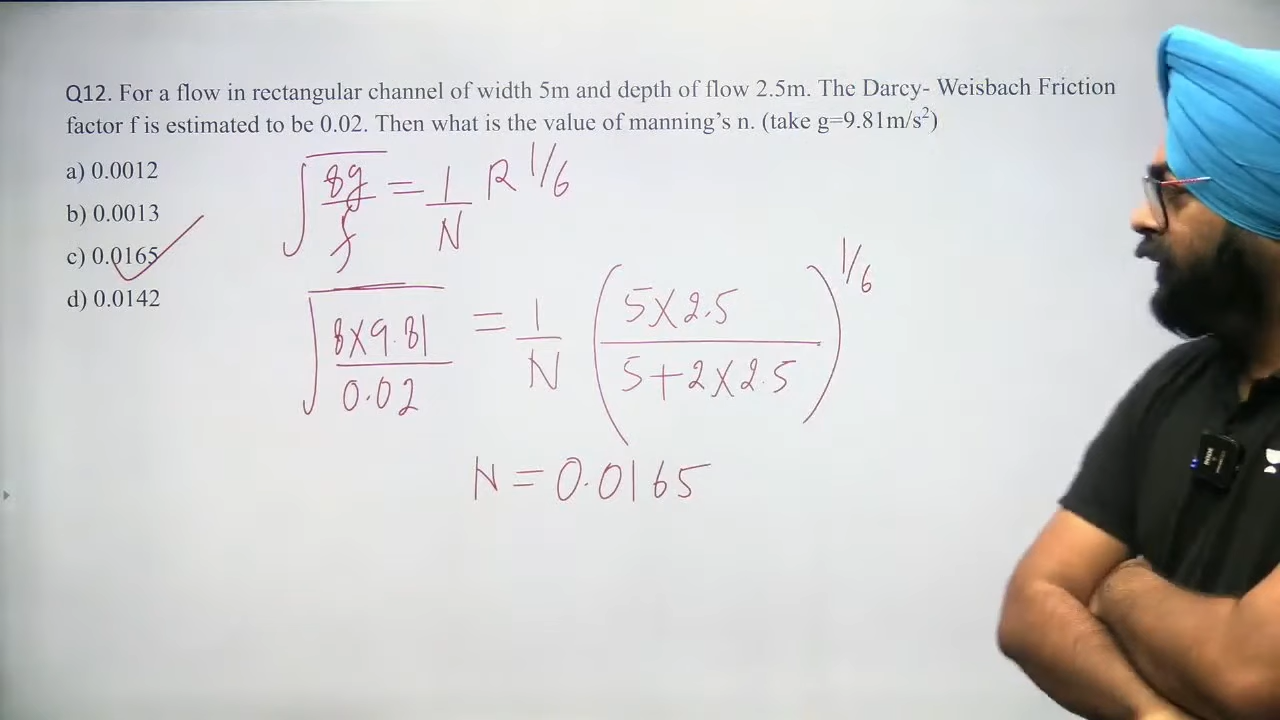 Q12. For a flow in rectangular channel of width 5m and depth of flow 2.5m. The Darcy- Weisbach Friction
factor f is estimated to be 0.02. Then what is the value of manning's n. (take g=9.81m/s²)
a) 0.0012
b) 0.0013
c) 0.0165
d) 0.0142
√(8g/f) = 1/N R^1/6
√(8×9.81/0.02) = 1/N (5×2.5/5+2×2.5)^1/6
N = 0.0165